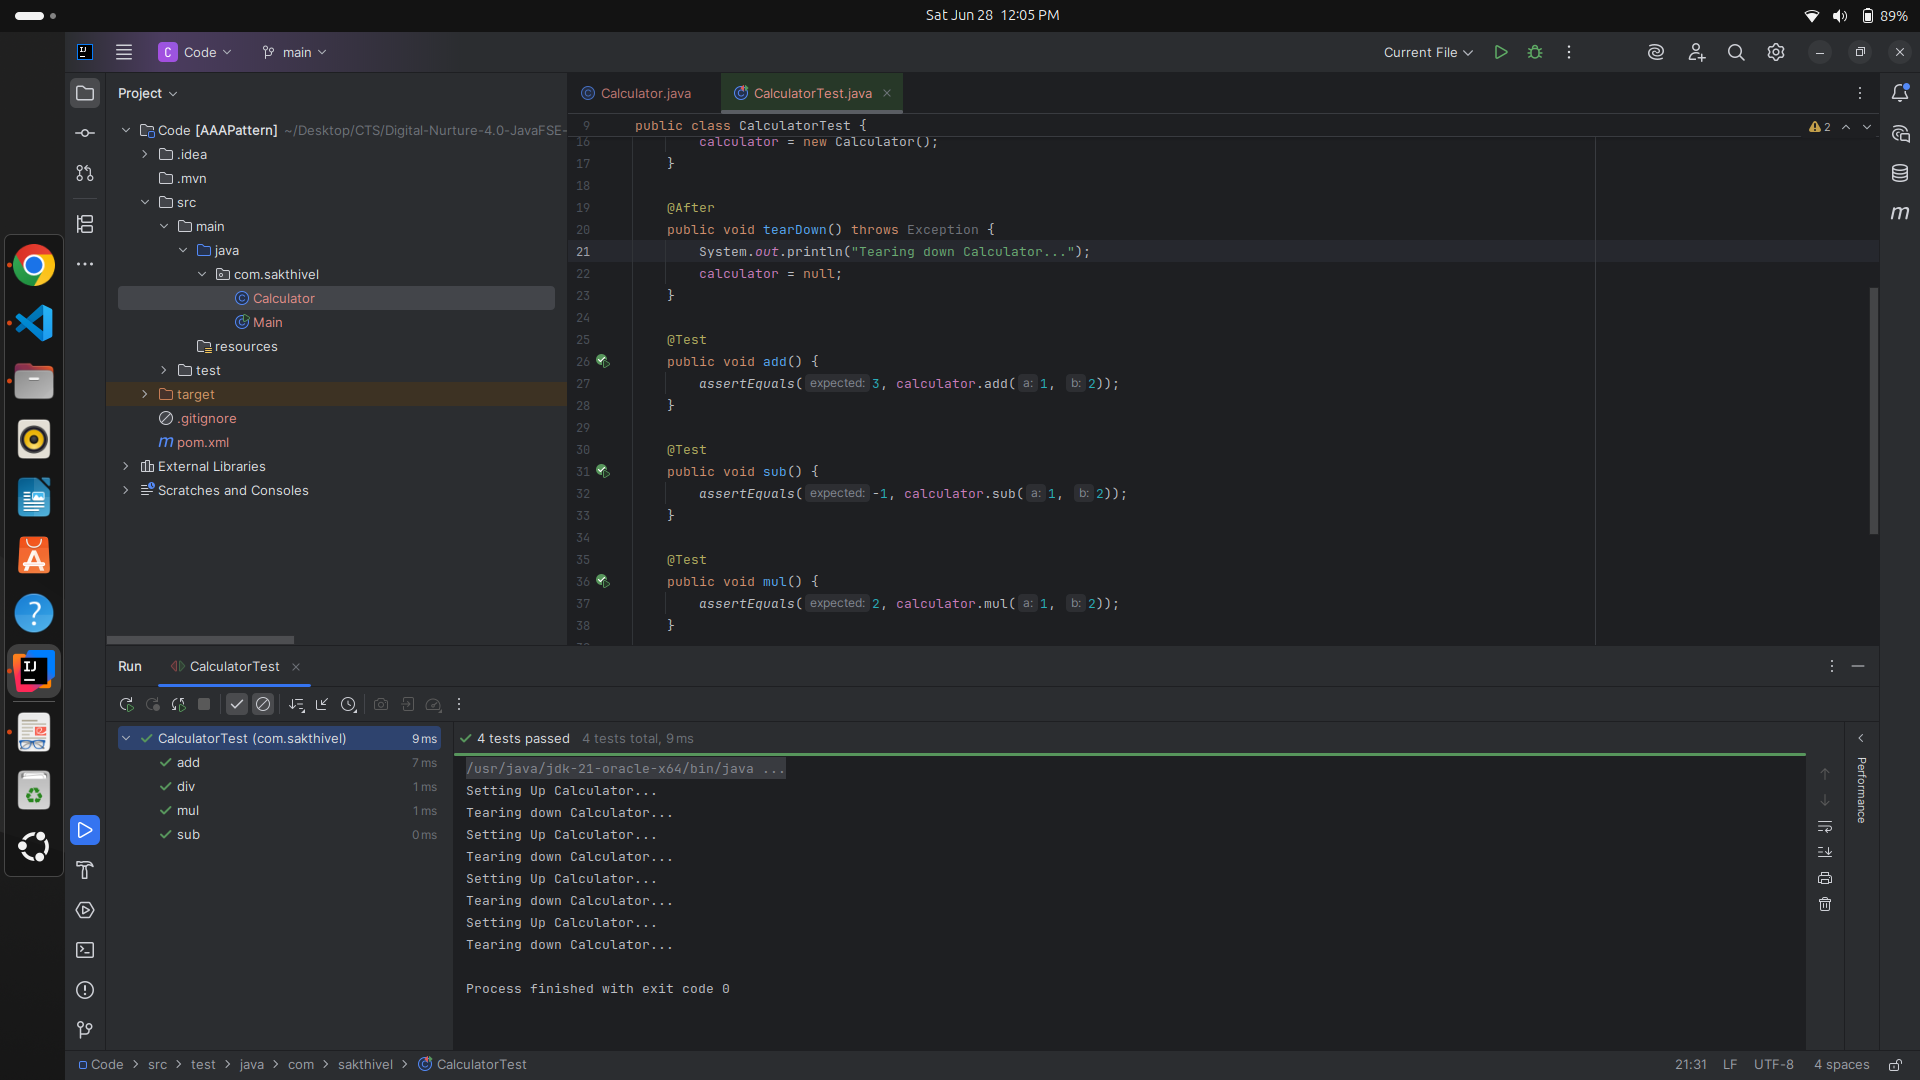 Sat Jun 28 12:05 PM
89%
C Code
main
Current File
Project
Calculator.java
CalculatorTest.java
Code [AAAPattern] ~/Desktop/CTS/Digital-Nurture-4.0-JavaFSE-
.idea
.mvn
src
main
java
com.sakthivel
Calculator
Main
resources
test
target
.gitignore
m pom.xml
External Libraries
Scratches and Consoles
9 public class CalculatorTest {
2
16 calculator = new Calculator();
17 }
18
19 @After
20 public void tearDown() throws Exception {
21 System.out.println("Tearing down Calculator...");
22 calculator = null;
23 }
24
25 @Test
26 public void add() {
27 assertEquals( expected: 3, calculator.add( a: 1, b: 2));
28 }
29
30 @Test
31 public void sub() {
32 assertEquals( expected: -1, calculator.sub( a: 1, b: 2));
33 }
34
35 @Test
36 public void mul() {
37 assertEquals( expected: 2, calculator.mul( a: 1, b: 2));
38 }
Run
CalculatorTest
CalculatorTest (com.sakthivel) 9 ms
add 7 ms
div 1 ms
mul 1 ms
sub 0 ms
4 tests passed 4 tests total, 9 ms
/usr/java/jdk-21-oracle-x64/bin/java ...
Setting Up Calculator...
Tearing down Calculator...
Setting Up Calculator...
Tearing down Calculator...
Setting Up Calculator...
Tearing down Calculator...
Setting Up Calculator...
Tearing down Calculator...
Process finished with exit code 0
Performance
Code > src > test > java > com > sakthivel > CalculatorTest
21:31 LF UTF-8 4 spaces